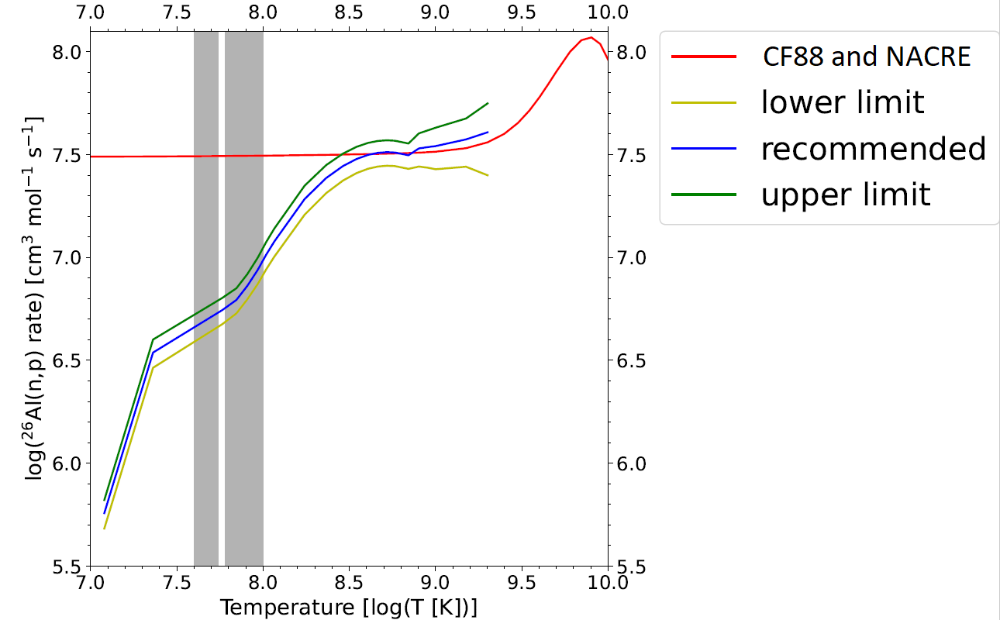 7.0 7.5 8.0 8.5 9.0 9.5 10.0
8.0 8.0
7.5 7.5
7.0 7.0
6.5 6.5
6.0 6.0
5.5 5.5
7.0 7.5 8.0 8.5 9.0 9.5 10.0
log(²⁶Al(n,p) rate) [cm³ mol⁻¹ s⁻¹]
Temperature [log(T [K])]
CF88 and NACRE
lower limit
recommended
upper limit